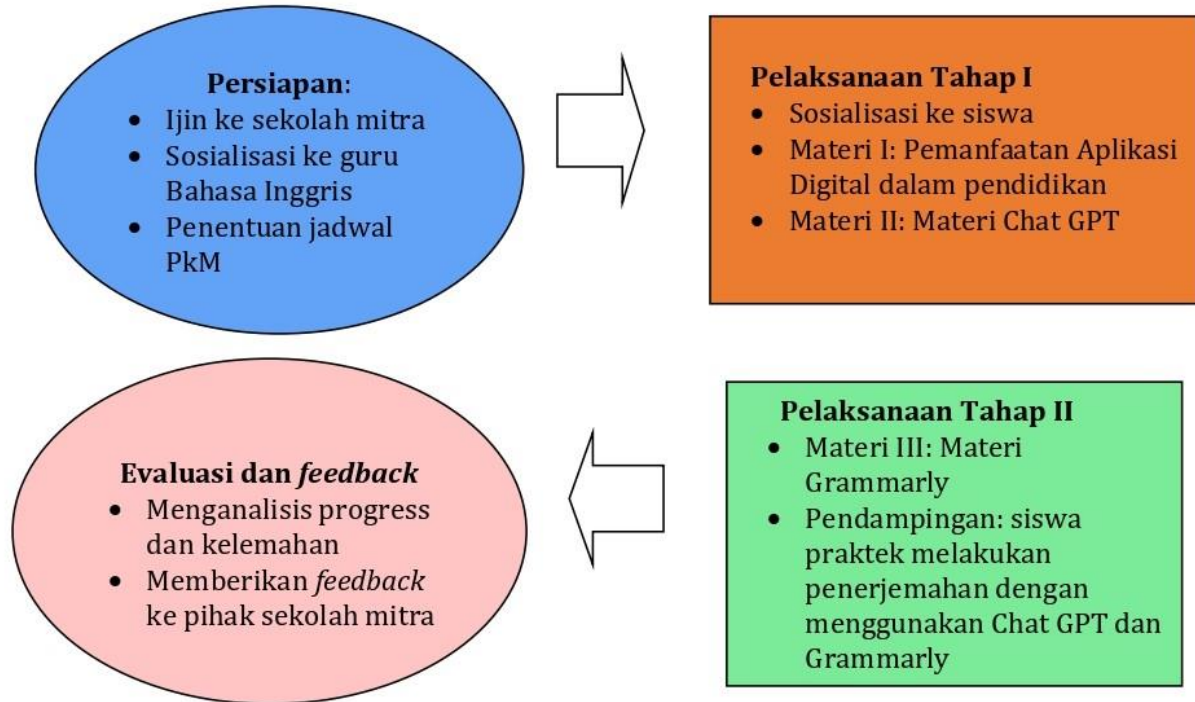 Persiapan:
• Ijin ke sekolah mitra
• Sosialisasi ke guru
Bahasa Inggris
• Penentuan jadwal
PkM
Pelaksanaan Tahap I
• Sosialisasi ke siswa
• Materi I: Pemanfaatan Aplikasi
Digital dalam pendidikan
• Materi II: Materi Chat GPT
Pelaksanaan Tahap II
• Materi III: Materi
Grammarly
• Pendampingan: siswa
praktek melakukan
penerjemahan dengan
menggunakan Chat GPT dan
Grammarly
Evaluasi dan feedback
• Menganalisis progress
dan kelemahan
• Memberikan feedback
ke pihak sekolah mitra